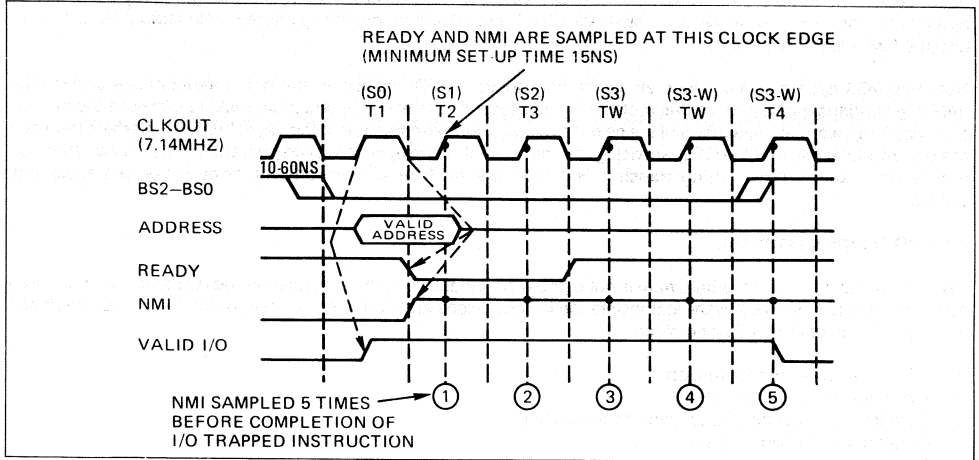 READY AND NMI ARE SAMPLED AT THIS CLOCK EDGE
(MINIMUM SET-UP TIME 15NS)
(S0) (S1) (S2) (S3) (S3-W) (S3-W)
T1 T2 T3 TW TW T4
CLKOUT
(7.14MHZ)
10-60NS
BS2–BS0
ADDRESS
VALID
ADDRESS
READY
NMI
VALID I/O
1 2 3 4 5
NMI SAMPLED 5 TIMES
BEFORE COMPLETION OF
I/O TRAPPED INSTRUCTION